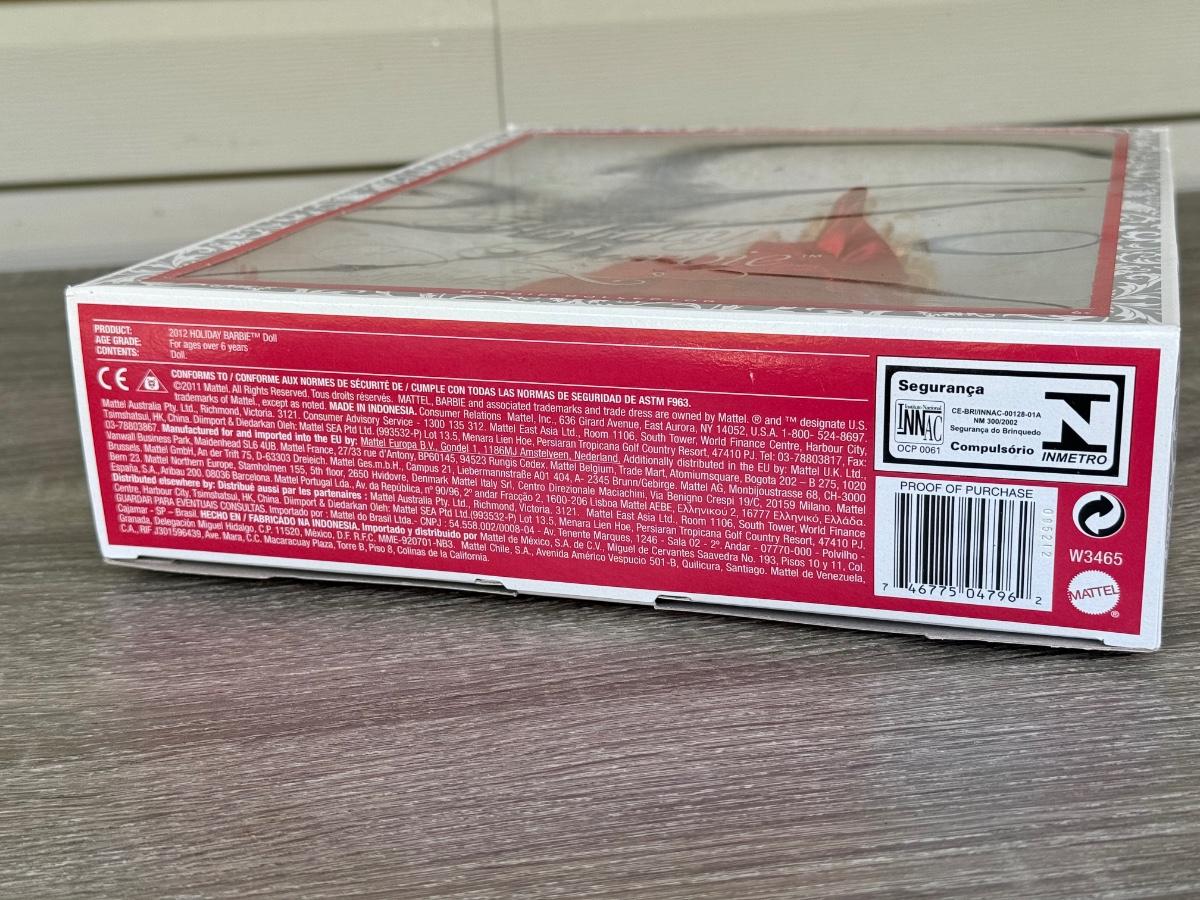 Holiday
Barbie™
PRODUCT: 2012 HOLIDAY BARBIE™ Doll
AGE GRADE: For ages over 6 years
CONTENTS: Doll.
CE CONFORMS TO / CONFORME AUX NORMES DE SÉCURITÉ DE / CUMPLE CON TODAS LAS NORMAS DE SEGURIDAD DE ASTM F963.
©2011 Mattel. All Rights Reserved. Tous droits réservés. MATTEL, BARBIE and associated trademarks and trade dress are owned by Mattel. ® and ™ designate U.S.
trademarks of Mattel, except as noted. MADE IN INDONESIA. Consumer Relations Mattel, Inc., 636 Girard Avenue, East Aurora, NY 14052, U.S.A. 1-800- 524-8697.
Mattel Australia Pty. Ltd., Richmond, Victoria. 3121. Consumer Advisory Service - 1300 135 312. Mattel East Asia Ltd., Room 1106, South Tower, World Finance Centre, Harbour City,
Tsimshatsui, HK, China. Diimport & Diedarkan Oleh: Mattel SEA Ptd Ltd. (993532-P) Lot 13.5, Menara Lien Hoe, Persiaran Tropicana Golf Country Resort, 47410 PJ. Tel: 03-78803817, Fax:
03-78803867. Manufactured for and imported into the EU by: Mattel Europa B.V., Gondel 1, 1186MJ Amstelveen, Nederland. Additionally distributed in the EU by: Mattel U.K. Ltd.,
Vanwall Business Park, Maidenhead SL6 4UB. Mattel France, 27/33 rue d'Antony, BP60145, 94523 Rungis Cedex. Mattel Belgium, Trade Mart, Atomiumsquare, Bogota 202 – B 275, 1020
Brussels. Mattel GmbH, An der Trift 75, D-63303 Dreieich. Mattel Ges.m.b.H., Campus 21, Liebermannstraße A01 404, A- 2345 Brunn/Gebirge. Mattel AG, Monbijoustrasse 68, CH-3000
Bern 23. Mattel Northern Europe, Stamholmen 155, 5th floor, 2650 Hvidovre, Denmark Mattel Italy Srl, Centro Direzionale Maciachini, Via Benigno Crespi 19/C, 20159 Milano. Mattel
España, S.A., Aribau 200. 08036 Barcelona. Mattel Portugal Lda., Av. da República, nº 90/96, 2º andar Fracção 2, 1600-206 Lisboa Mattel AEBE, Ελληνικού 2, 16777 Ελληνικό, Ελλάδα.
Distributed elsewhere by: Distribué aussi par les partenaires : Mattel Australia Pty. Ltd., Richmond, Victoria. 3121. Mattel East Asia Ltd., Room 1106, South Tower, World Finance
Centre, Harbour City, Tsimshatsui, HK, China. Diimport & Diedarkan Oleh: Mattel SEA Ptd Ltd.(993532-P) Lot 13.5, Menara Lien Hoe, Persiaran Tropicana Golf Country Resort, 47410 PJ.
GUARDAR PARA EVENTUAIS CONSULTAS. Importado por : Mattel do Brasil Ltda.- CNPJ : 54.558.002/0008-04 - Av. Tenente Marques, 1246 - Sala 02 - 2º. Andar - 07770-000 - Polvilho -
Cajamar - SP – Brasil. HECHO EN / FABRICADO NA INDONESIA. Importado y distribuido por Mattel de México, S.A. de C.V., Miguel de Cervantes Saavedra No. 193, Pisos 10 y 11, Col.
Granada, Delegación Miguel Hidalgo, C.P. 11520, México, D.F. R.F.C. MME-920701-NB3. Mattel Chile, S.A., Avenida Américo Vespucio 501-B, Quilicura, Santiago. Mattel de Venezuela,
C.A., RIF J301596439, Ave. Mara, C.C. Macaracuay Plaza, Torre B, Piso 8, Colinas de la California.
Segurança
Instituto Nacional
INNAC
OCP 0061
CE-BRI/INNAC-00128-01A
NM 300/2002
Segurança do Brinquedo
Compulsório
INMETRO
PROOF OF PURCHASE
7 46775 04796 2
W3465
MATTEL
®